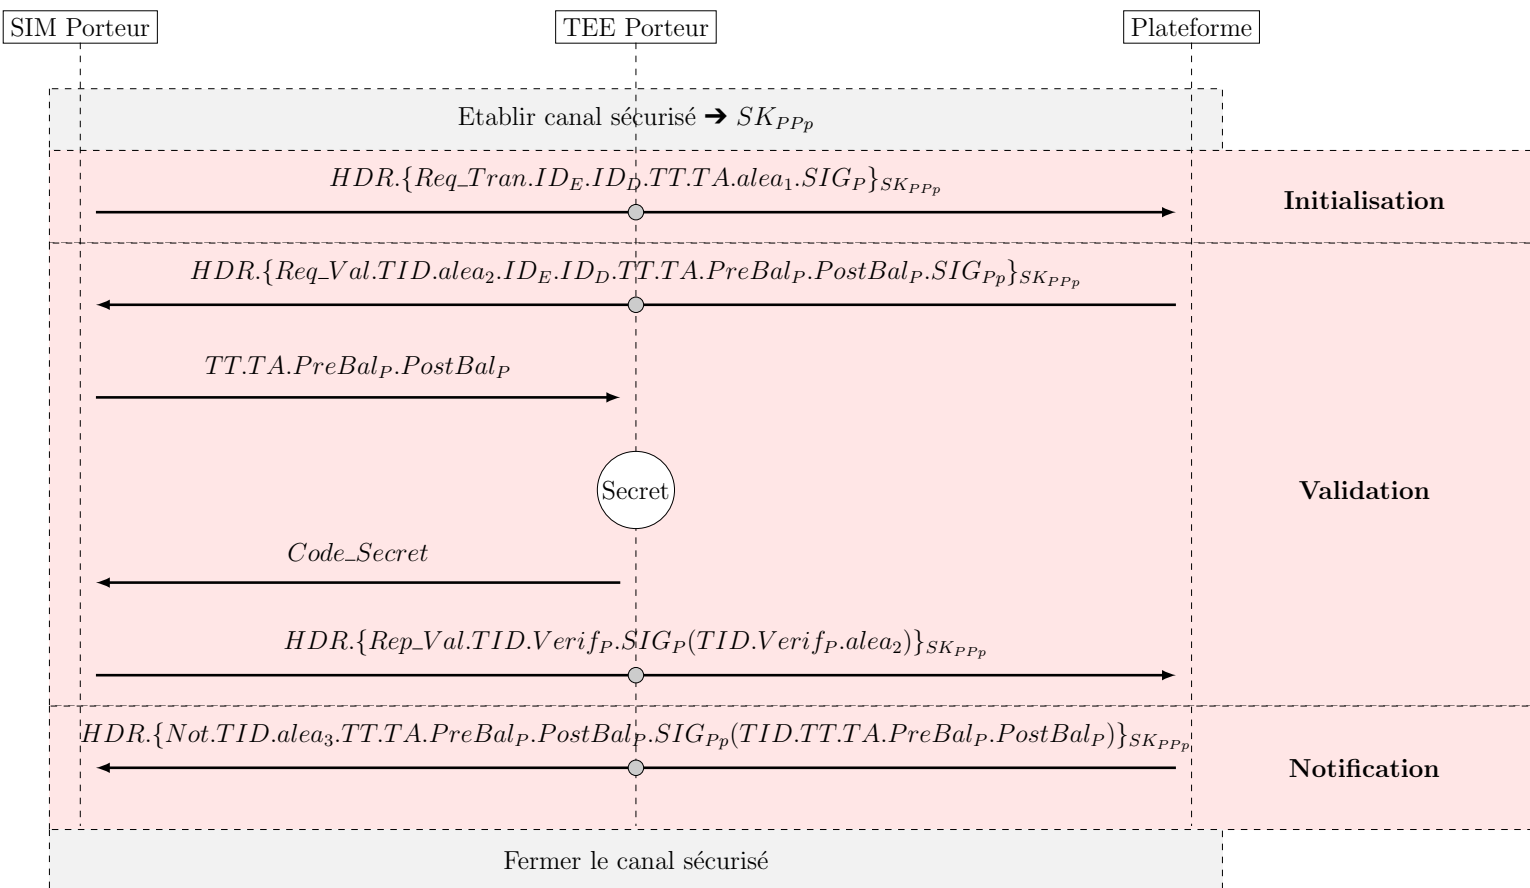 SIM Porteur
TEE Porteur
Plateforme
Etablir canal sécurisé ➔ SK_{PPp}
HDR.{Req_Tran.ID_E.ID_D.TT.TA.alea_1.SIG_P}_{SK_{PPp}}
Initialisation
HDR.{Req_Val.TID.alea_2.ID_E.ID_D.TT.TA.PreBal_P.PostBal_P.SIG_{Pp}}_{SK_{PPp}}
TT.TA.PreBal_P.PostBal_P
Secret
Validation
Code_Secret
HDR.{Rep_Val.TID.Verif_P.SIG_P(TID.Verif_P.alea_2)}_{SK_{PPp}}
HDR.{Not.TID.alea_3.TT.TA.PreBal_P.PostBal_P.SIG_{Pp}(TID.TT.TA.PreBal_P.PostBal_P)}_{SK_{PPp}}
Notification
Fermer le canal sécurisé